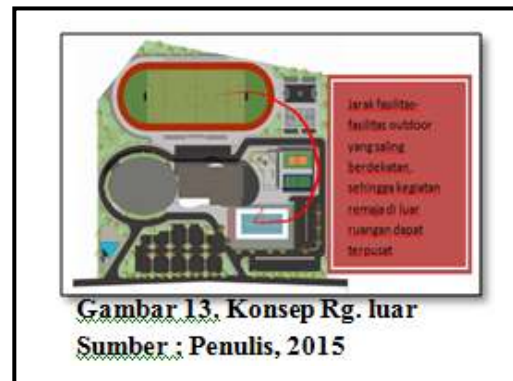 Jarak fasilitas-
fasilitas outdoor
yang saling
berdekatan,
sehingga kegiatan
remaja di luar
ruangan dapat
terpusat
Gambar 13. Konsep Rg. luar
Sumber : Penulis, 2015